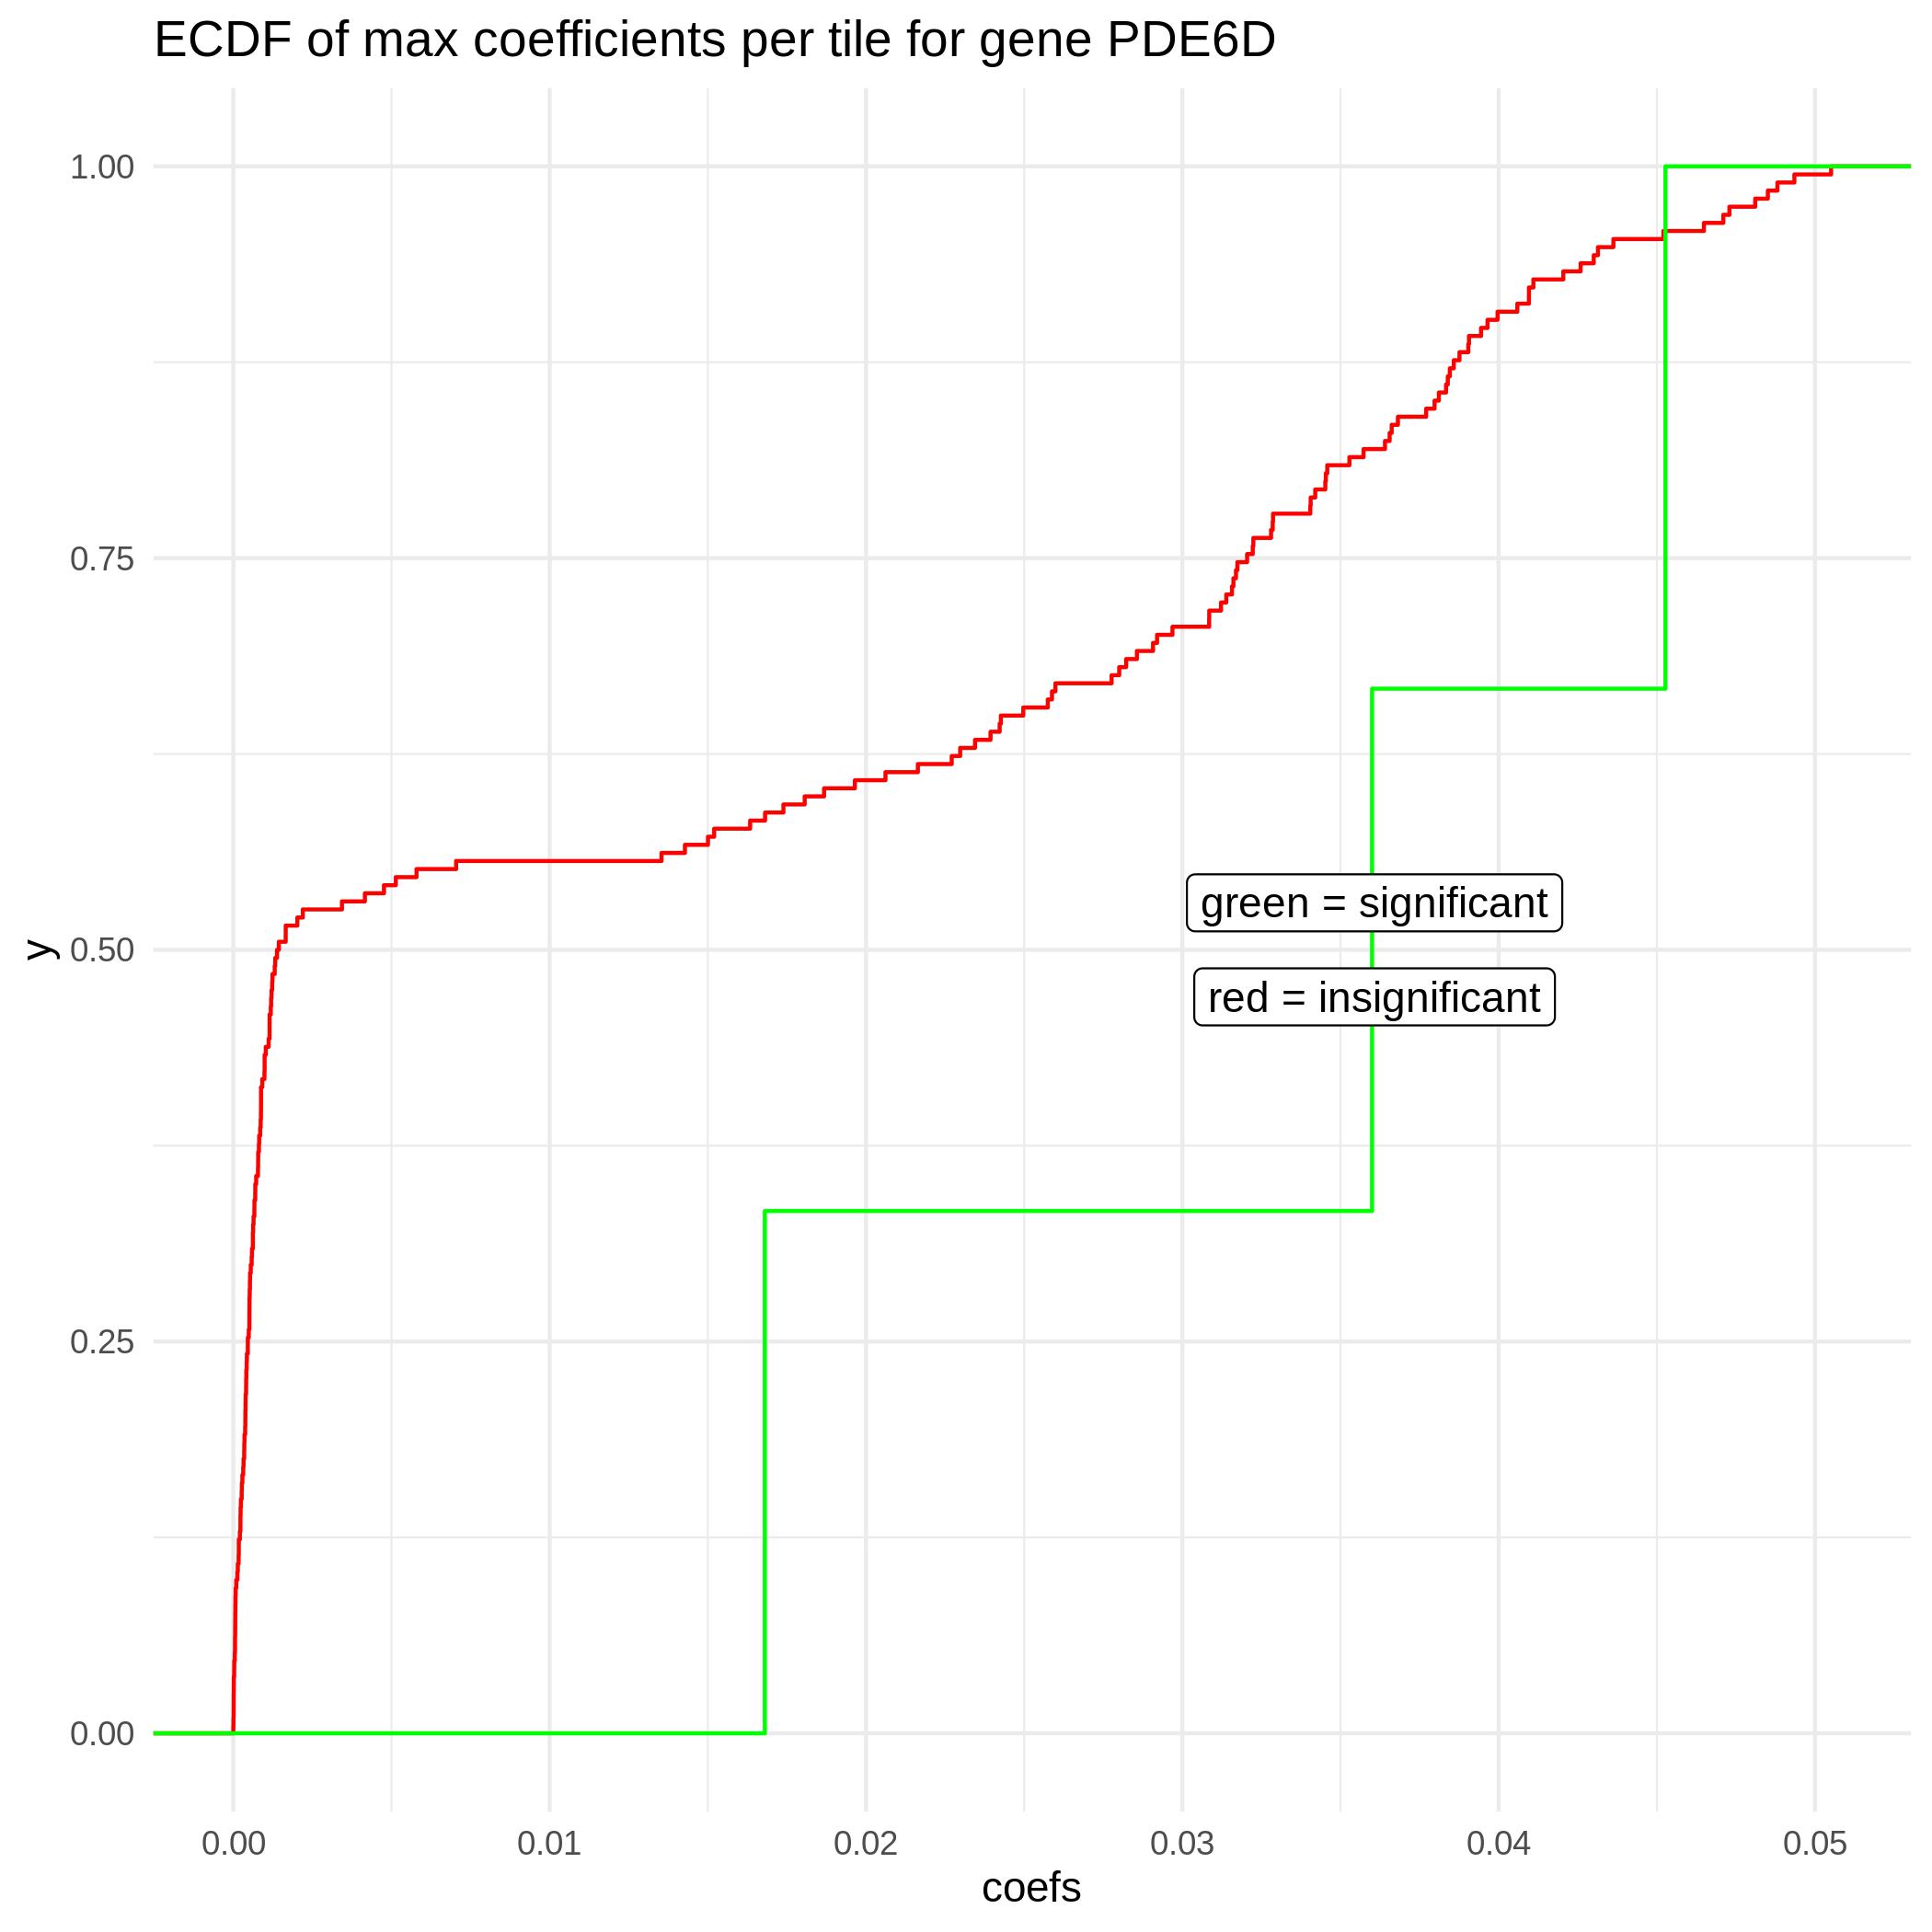 ECDF of max coefficients per tile for gene PDE6D
1.00
0.75
0.50
0.25
0.00
y
green = significant
red = insignificant
0.00 0.01 0.02 0.03 0.04 0.05
coefs